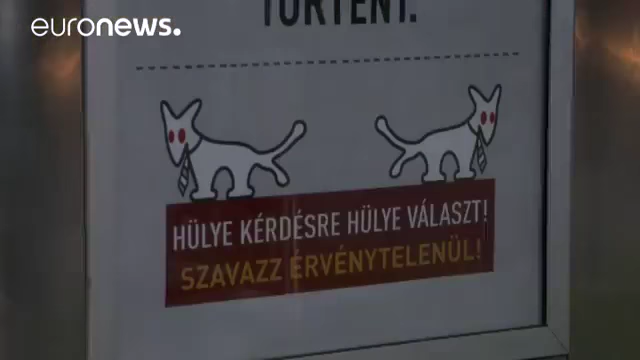 euronews.
TÖRTÉNT.
HÜLYE KÉRDÉSRE HÜLYE VÁLASZT!
SZAVAZZ ÉRVÉNYTELENÜL!